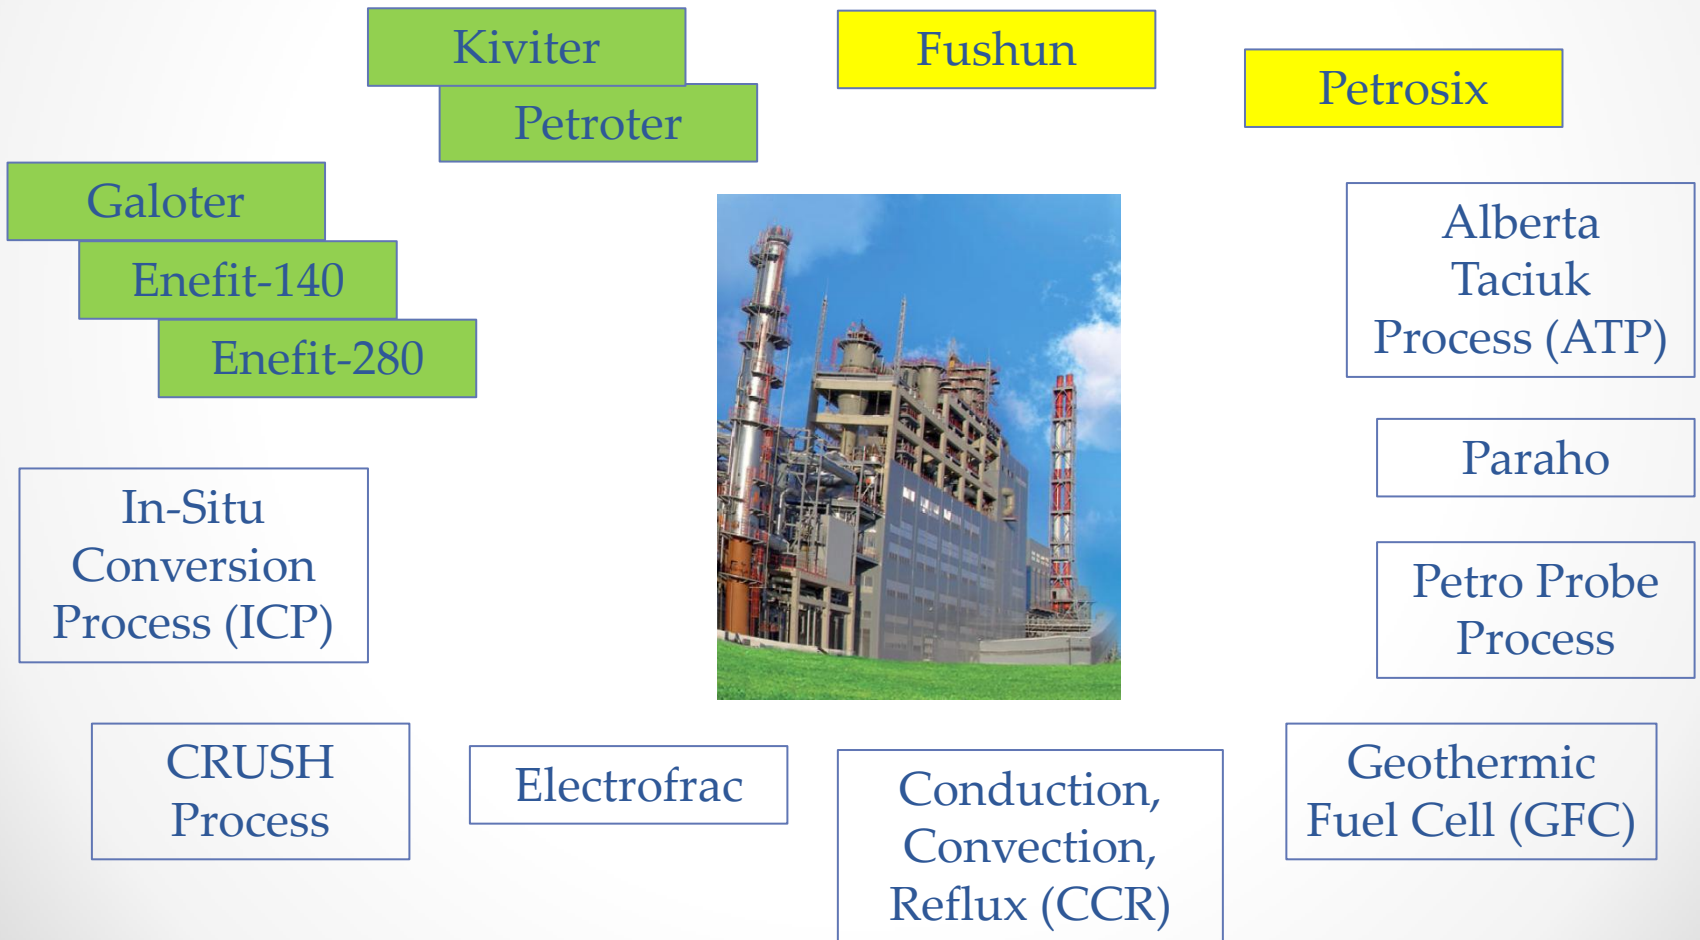 Kiviter
Petroter
Fushun
Petrosix
Galoter
Enefit-140
Enefit-280
Alberta
Taciuk
Process (ATP)
Paraho
In-Situ
Conversion
Process (ICP)
Petro Probe
Process
CRUSH
Process
Electrofrac
Conduction,
Convection,
Reflux (CCR)
Geothermic
Fuel Cell (GFC)